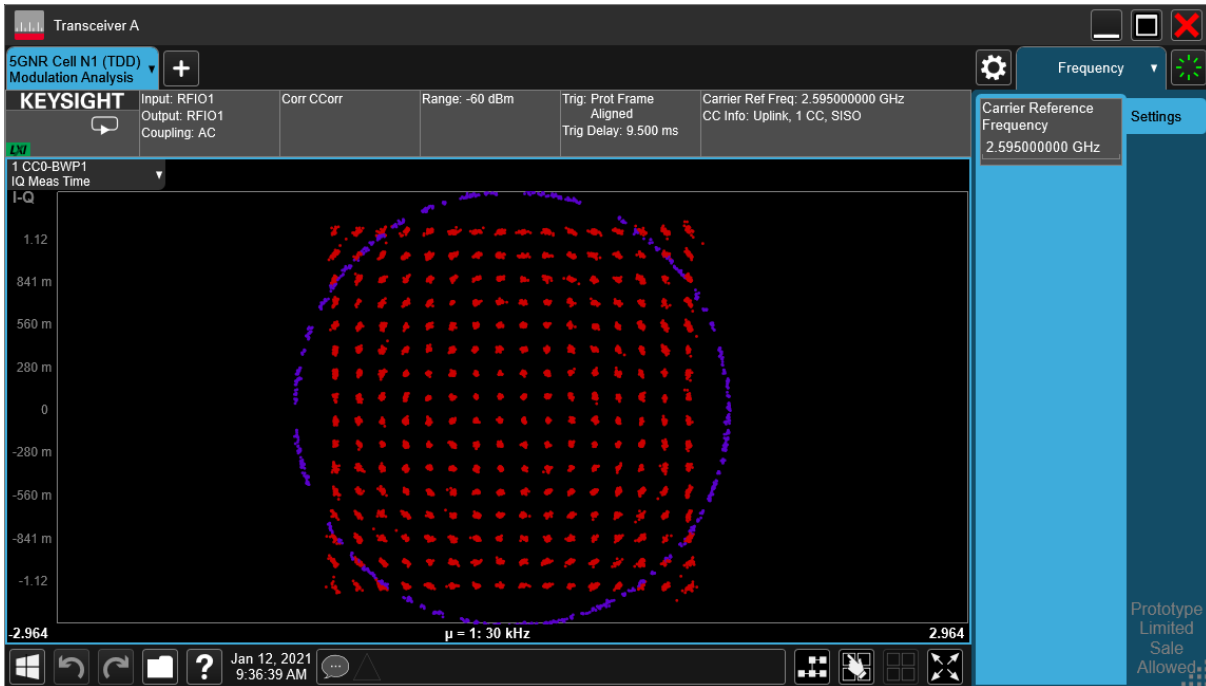 Transceiver A
5GNR Cell N1 (TDD)
Modulation Analysis
Frequency
KEYSIGHT
LXI
Input: RFIO1
Output: RFIO1
Coupling: AC
Corr CCorr
Range: -60 dBm
Trig: Prot Frame
Aligned
Trig Delay: 9.500 ms
Carrier Ref Freq: 2.595000000 GHz
CC Info: Uplink, 1 CC, SISO
Carrier Reference
Frequency
2.595000000 GHz
Settings
1 CC0-BWP1
IQ Meas Time
I-Q
1.12
841 m
560 m
280 m
0
-280 m
-560 m
-841 m
-1.12
-2.964
μ = 1: 30 kHz
2.964
Prototype
Limited
Sale
Allowed
?
Jan 12, 2021
9:36:39 AM